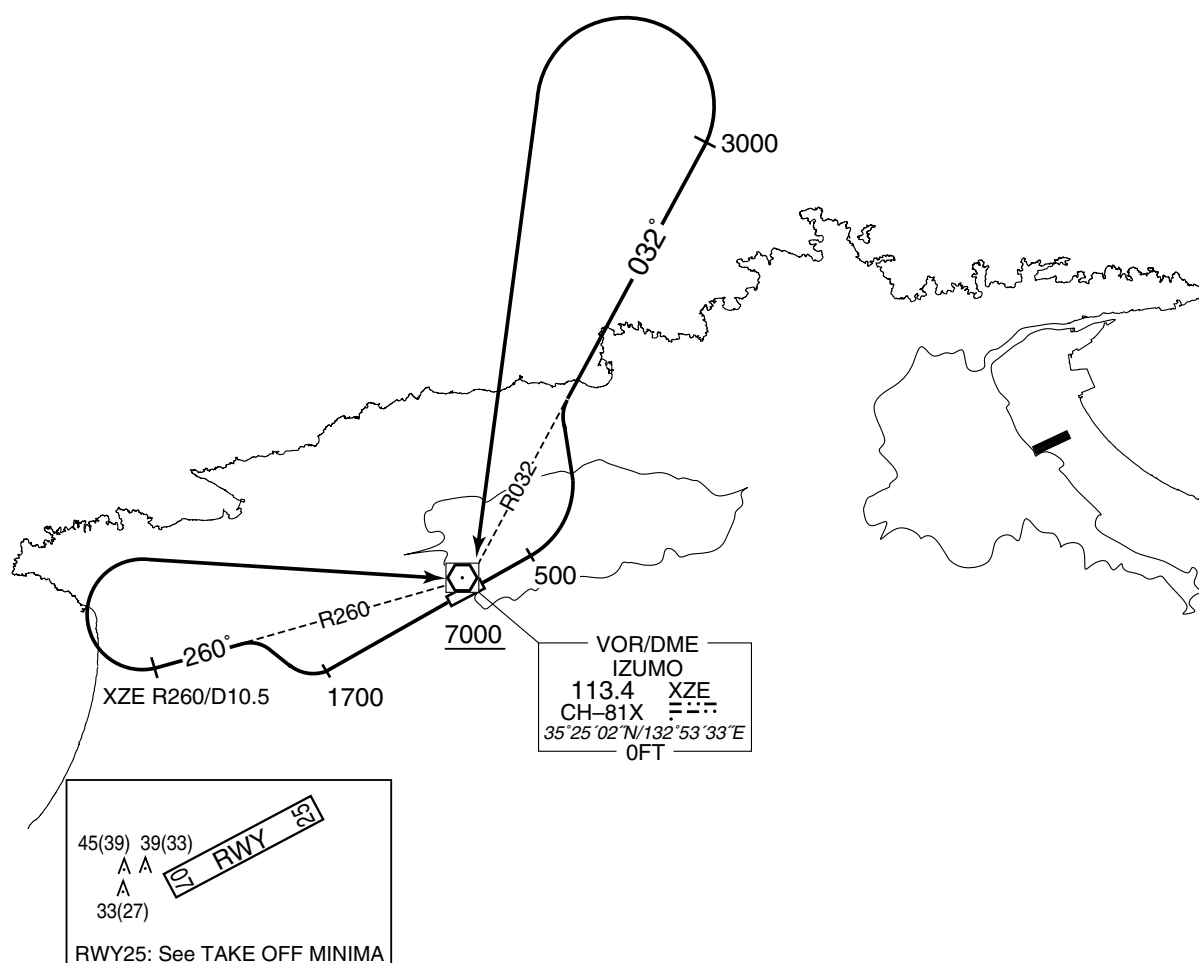 3000
032°
R032
500
R260
260°
7000
XZE R260/D10.5
1700
VOR/DME
IZUMO
113.4 XZE
CH–81X
35°25´02˝N/132°53´33˝E
0FT
45(39) 39(33)
33(27)
07 RWY 25
RWY25: See TAKE OFF MINIMA